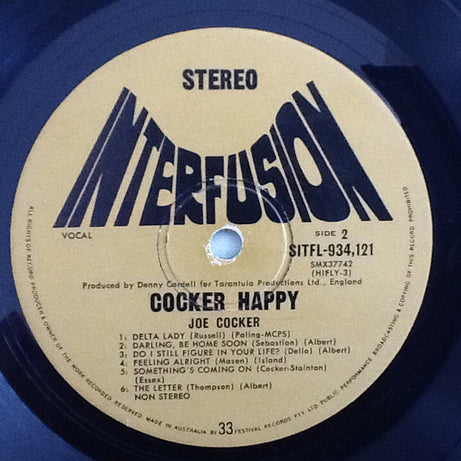 STEREO
INTERFUSION
VOCAL
SIDE 2
SITFL-934,121
SMX37742
(HIFLY-3)
Produced by Denny Cordell for Tarantula Productions Ltd., England
COCKER HAPPY
JOE COCKER
1: DELTA LADY (Russell) (Paling-MCPS)
2: DARLING, BE HOME SOON (Sebastian) (Albert)
3: DO I STILL FIGURE IN YOUR LIFE? (Dello) (Albert)
4: FEELING ALRIGHT (Mason) (Island)
5: SOMETHING'S COMING ON (Cocker-Stainton)
(Essex)
6: THE LETTER (Thompson) (Albert)
NON STEREO
33
ALL RIGHTS OF RECORD PRODUCER & OWNER OF THE WORK RECORDED RESERVED. MADE IN AUSTRALIA BY FESTIVAL RECORDS PTY. LTD. PUBLIC PERFORMANCE, BROADCASTING & COPYING OF THIS RECORD PROHIBITED